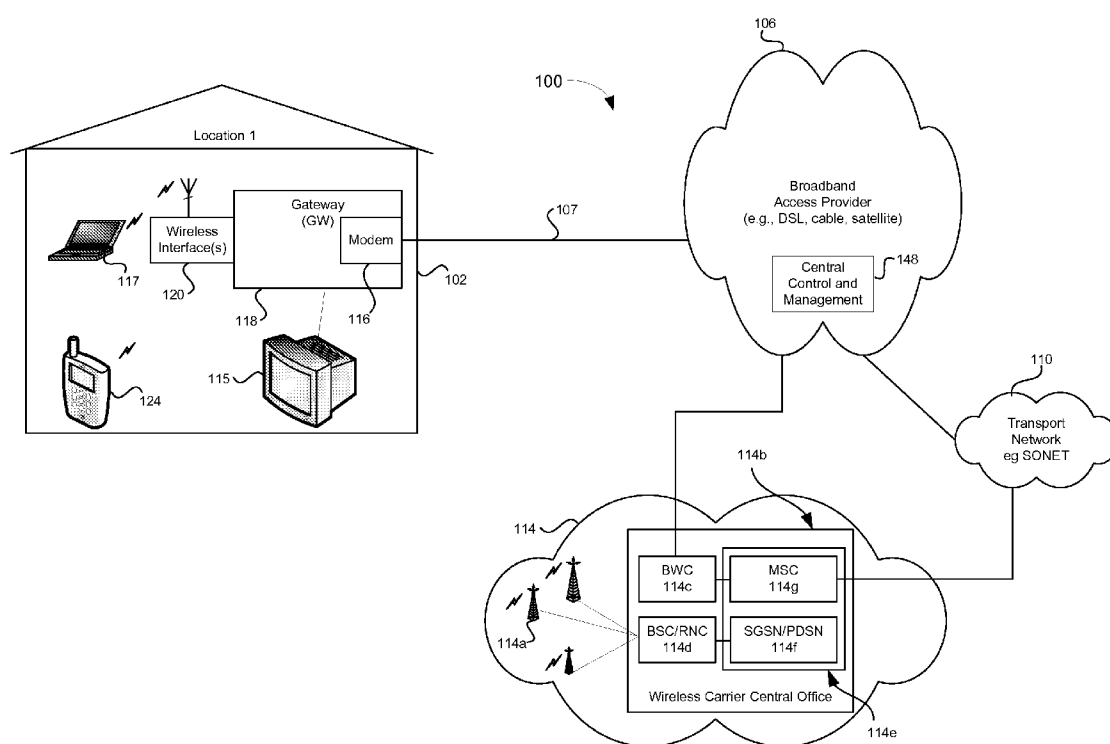 106
100
Location 1
Gateway
(GW)
Wireless
Interface(s)
Modem
107
Broadband
Access Provider
(e.g., DSL, cable, satellite)
Central
Control and
Management
148
117
120
118
116
102
115
124
110
Transport
Network
eg SONET
114b
114
BWC
114c
MSC
114g
114a
BSC/RNC
114d
SGSN/PDSN
114f
Wireless Carrier Central Office
114e